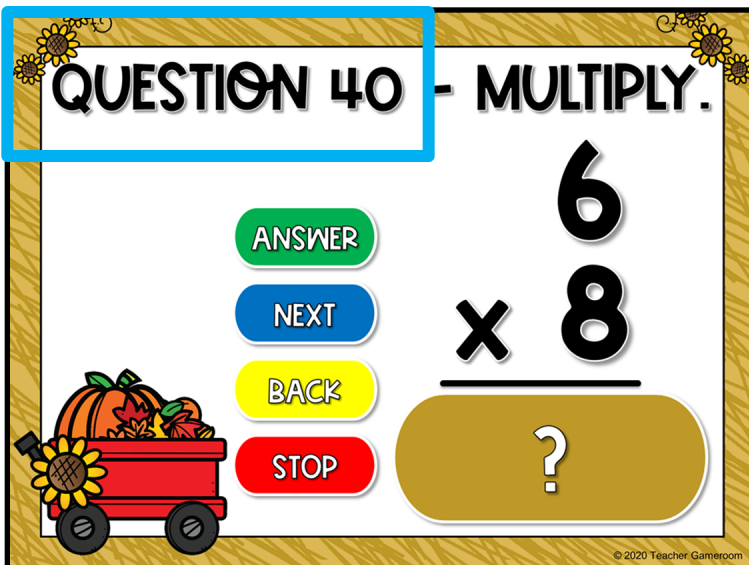 QUESTION 40 - MULTIPLY.
6
ANSWER
x 8
NEXT
BACK
STOP
?
© 2020 Teacher Gameroom